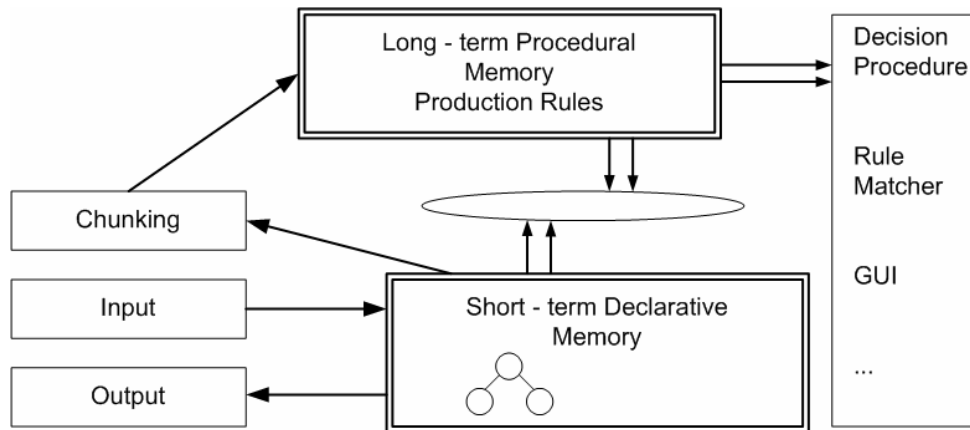 Long - term Procedural
Memory
Production Rules
Decision
Procedure
Rule
Matcher
GUI
...
Chunking
Input
Output
Short - term Declarative
Memory